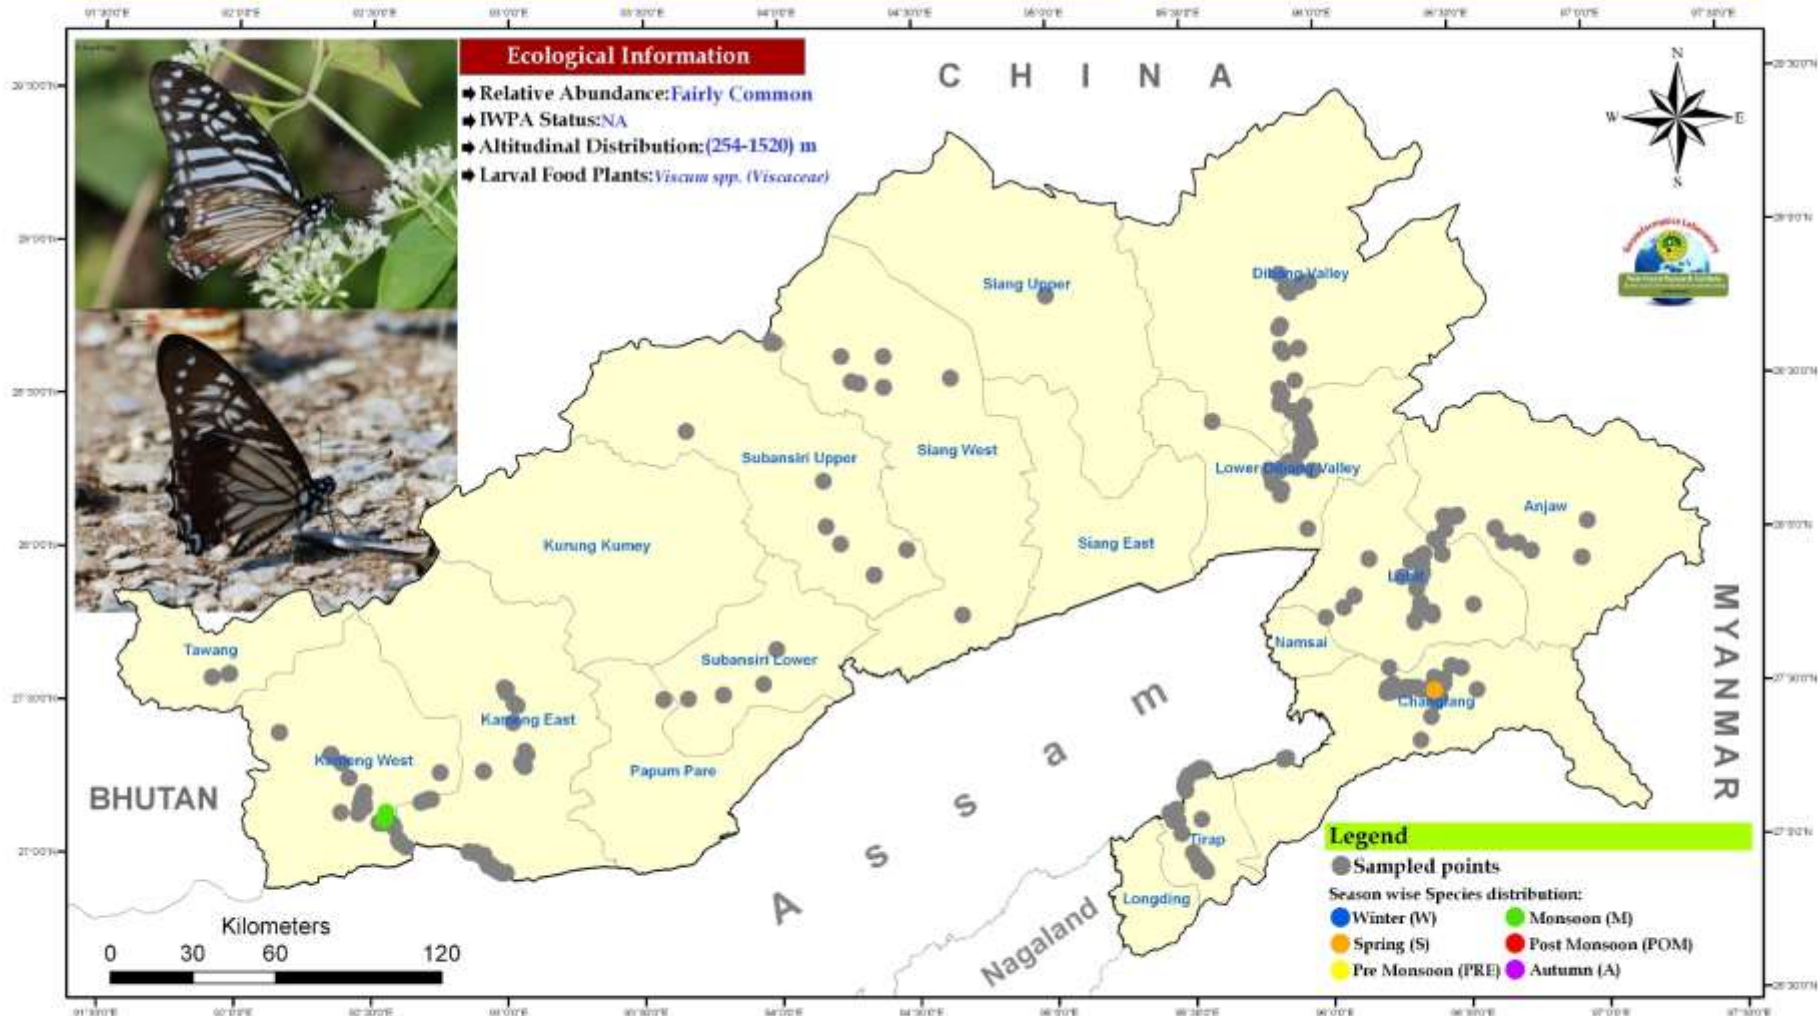 Ecological Information
Relative Abundance:Fairly Common
IWPA Status:NA
Altitudinal Distribution:(254-1520) m
Larval Food Plants:Viscum spp. (Viscaceae)
CHINA
N
W E
S
Dibang Valley
Siang Upper
Siang West
Subansiri Upper
Lower Dibang Valley
Anjaw
Kurung Kumey
Siang East
Lohit
Namsai
Tawang
Subansiri Lower
Changlang
Kameng East
Kameng West
Papum Pare
BHUTAN
MYANMAR
Assam
Tirap
Longding
Nagaland
Kilometers
0 30 60 120
Legend
Sampled points
Season wise Species distribution:
Winter (W) Monsoon (M)
Spring (S) Post Monsoon (POM)
Pre Monsoon (PRE) Autumn (A)